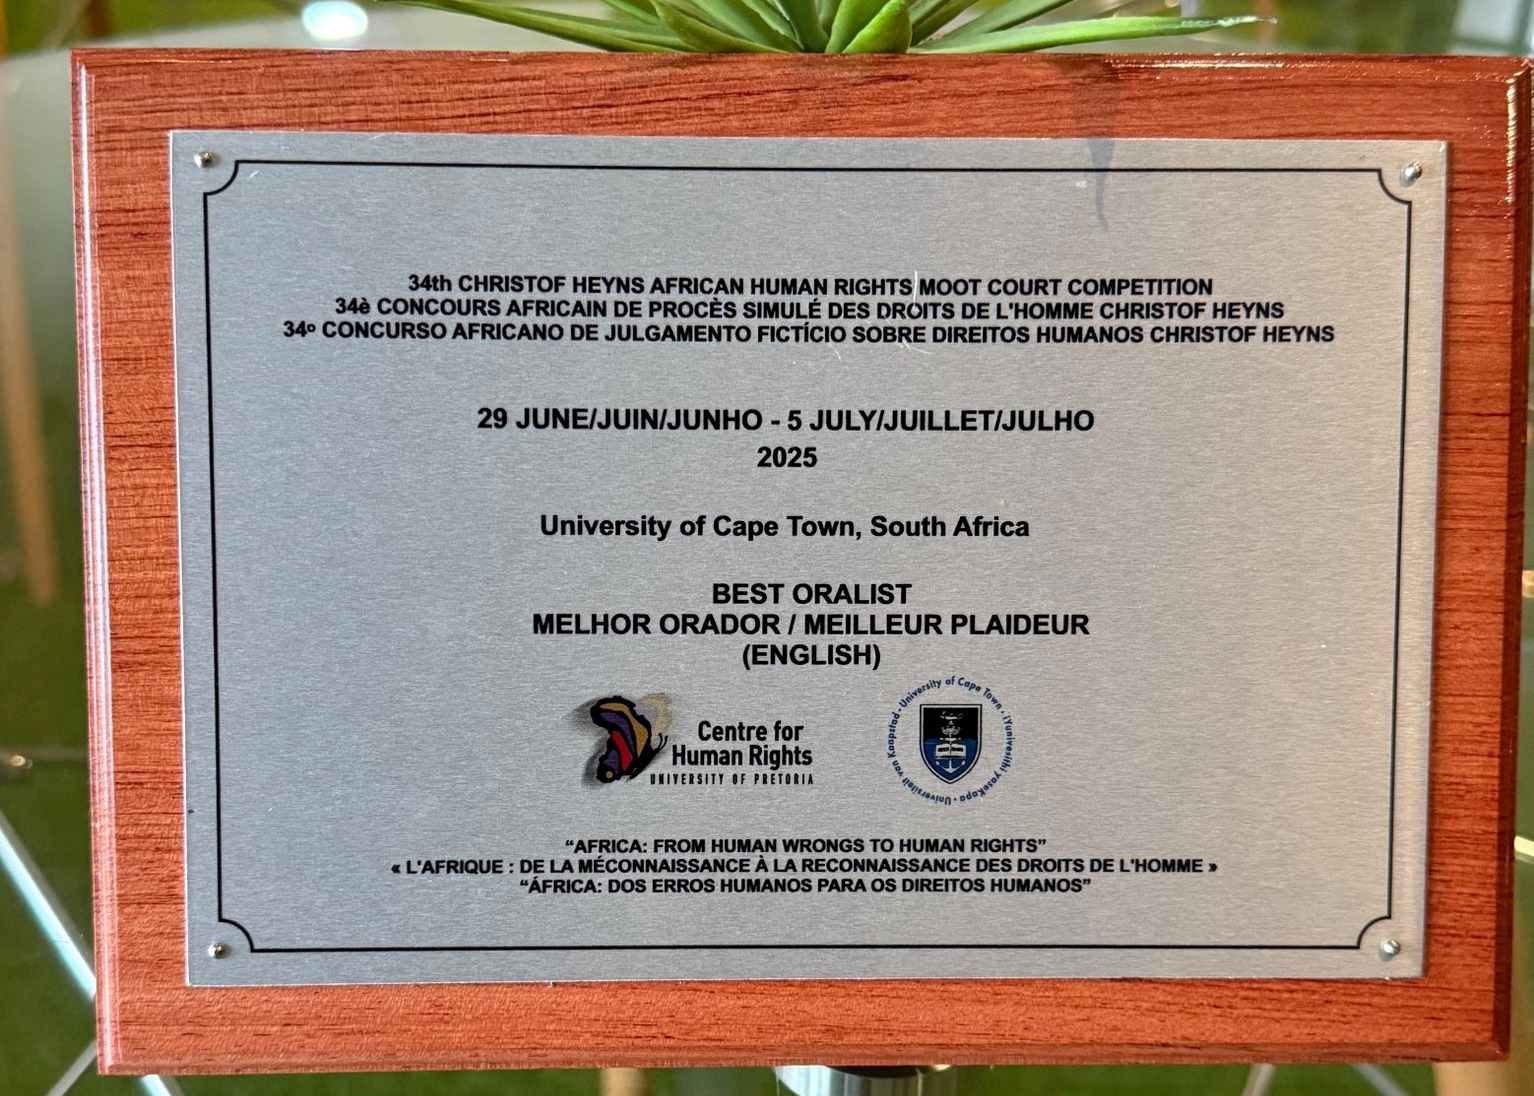 34th CHRISTOF HEYNS AFRICAN HUMAN RIGHTS MOOT COURT COMPETITION
34è CONCOURS AFRICAIN DE PROCÈS SIMULÉ DES DROITS DE L'HOMME CHRISTOF HEYNS
34º CONCURSO AFRICANO DE JULGAMENTO FICTÍCIO SOBRE DIREITOS HUMANOS CHRISTOF HEYNS
29 JUNE/JUIN/JUNHO - 5 JULY/JUILLET/JULHO
2025
University of Cape Town, South Africa
BEST ORALIST
MELHOR ORADOR / MEILLEUR PLAIDEUR
(ENGLISH)
Centre for
Human Rights
UNIVERSITY OF PRETORIA
University of Cape Town · iYunivesithi yaseKapa · Universiteit van Kaapstad ·
“AFRICA: FROM HUMAN WRONGS TO HUMAN RIGHTS”
« L'AFRIQUE : DE LA MÉCONNAISSANCE À LA RECONNAISSANCE DES DROITS DE L'HOMME »
“ÁFRICA: DOS ERROS HUMANOS PARA OS DIREITOS HUMANOS”